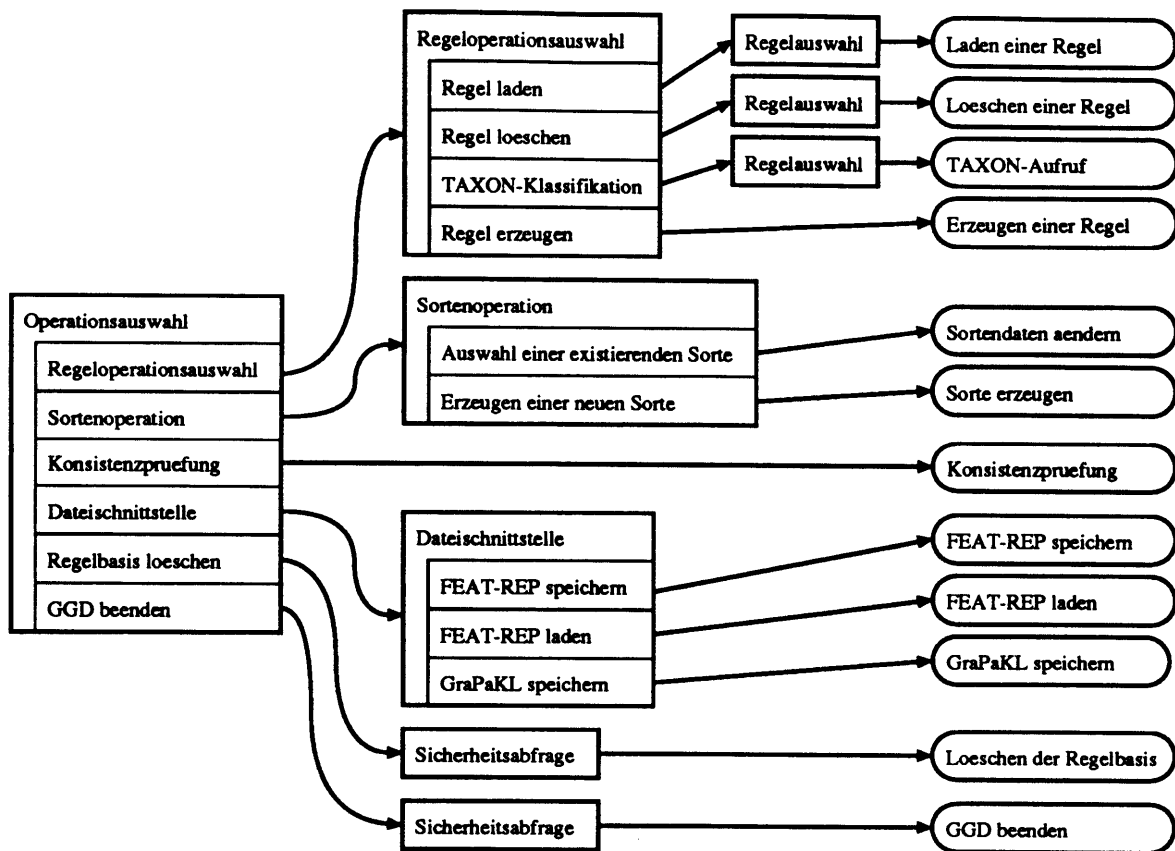 Regeloperationsauswahl
Regel laden
Regel loeschen
TAXON-Klassifikation
Regel erzeugen
Regelauswahl
Laden einer Regel
Regelauswahl
Loeschen einer Regel
Regelauswahl
TAXON-Aufruf
Erzeugen einer Regel
Operationsauswahl
Regeloperationsauswahl
Sortenoperation
Konsistenzpruefung
Dateischnittstelle
Regelbasis loeschen
GGD beenden
Sortenoperation
Auswahl einer existierenden Sorte
Erzeugen einer neuen Sorte
Sortendaten aendern
Sorte erzeugen
Konsistenzpruefung
Dateischnittstelle
FEAT-REP speichern
FEAT-REP laden
GraPaKL speichern
FEAT-REP speichern
FEAT-REP laden
GraPaKL speichern
Sicherheitsabfrage
Loeschen der Regelbasis
Sicherheitsabfrage
GGD beenden